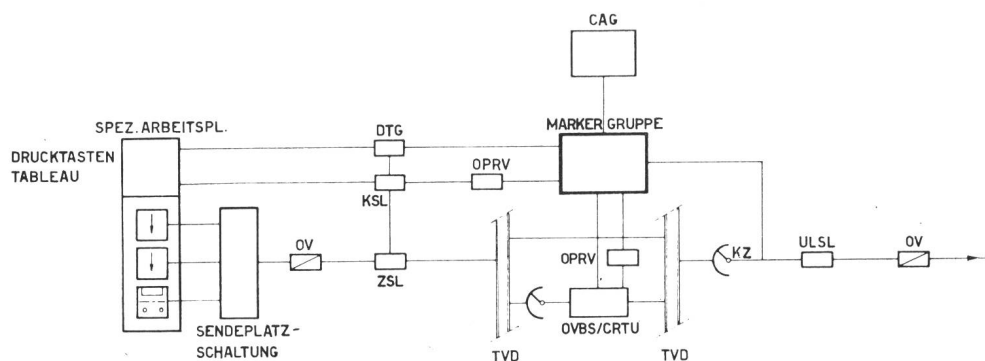 CAG
SPEZ. ARBEITSPL.
DTG
MARKER GRUPPE
DRUCKTASTEN
TABLEAU
OPRV
KSL
OV
ZSL
OPRV
KZ
ULSL
OV
OVBS/CRTU
SENDEPLATZ-
SCHALTUNG
TVD
TVD